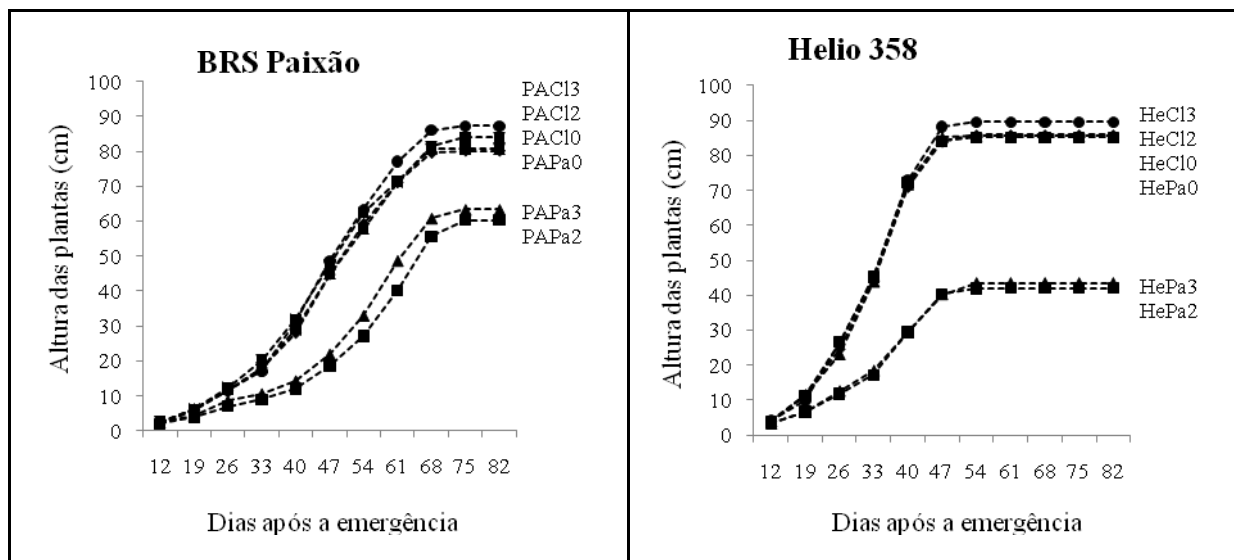 BRS Paixão
Altura das plantas (cm)
100
90
80
70
60
50
40
30
20
10
0
12 19 26 33 40 47 54 61 68 75 82
Dias após a emergência
PACl3
PACl2
PACl0
PAPa0
PAPa3
PAPa2
Helio 358
Altura das plantas (cm)
100
90
80
70
60
50
40
30
20
10
0
12 19 26 33 40 47 54 61 68 75 82
Dias após a emergência
HeCl3
HeCl2
HeCl0
HePa0
HePa3
HePa2